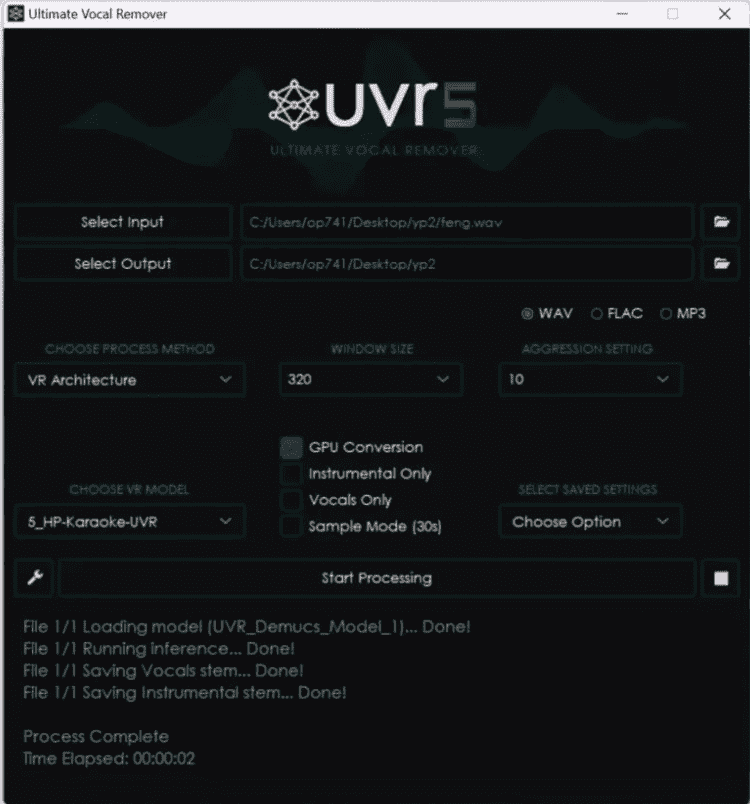 Ultimate Vocal Remover
uvr5
ULTIMATE VOCAL REMOVER
Select Input C:/Users/op741/Desktop/yp2/feng.wav
Select Output C:/Users/op741/Desktop/yp2
WAV FLAC MP3
CHOOSE PROCESS METHOD WINDOW SIZE AGGRESSION SETTING
VR Architecture 320 10
GPU Conversion
Instrumental Only
CHOOSE VR MODEL Vocals Only SELECT SAVED SETTINGS
5_HP-Karaoke-UVR Sample Mode (30s) Choose Option
Start Processing
File 1/1 Loading model (UVR_Demucs_Model_1)... Done!
File 1/1 Running inference... Done!
File 1/1 Saving Vocals stem... Done!
File 1/1 Saving Instrumental stem... Done!
Process Complete
Time Elapsed: 00:00:02